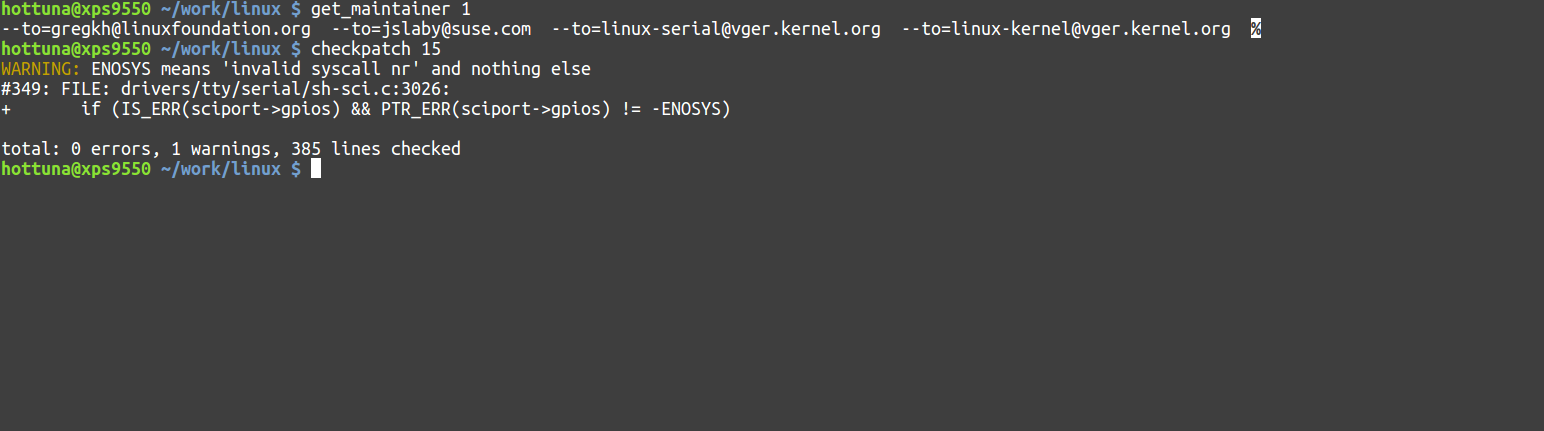 hottuna@xps9550 ~/work/linux $ get_maintainer 1
--to=gregkh@linuxfoundation.org  --to=jslaby@suse.com  --to=linux-serial@vger.kernel.org  --to=linux-kernel@vger.kernel.org  %
hottuna@xps9550 ~/work/linux $ checkpatch 15
WARNING: ENOSYS means 'invalid syscall nr' and nothing else
#349: FILE: drivers/tty/serial/sh-sci.c:3026:
+       if (IS_ERR(sciport->gpios) && PTR_ERR(sciport->gpios) != -ENOSYS)
total: 0 errors, 1 warnings, 385 lines checked
hottuna@xps9550 ~/work/linux $